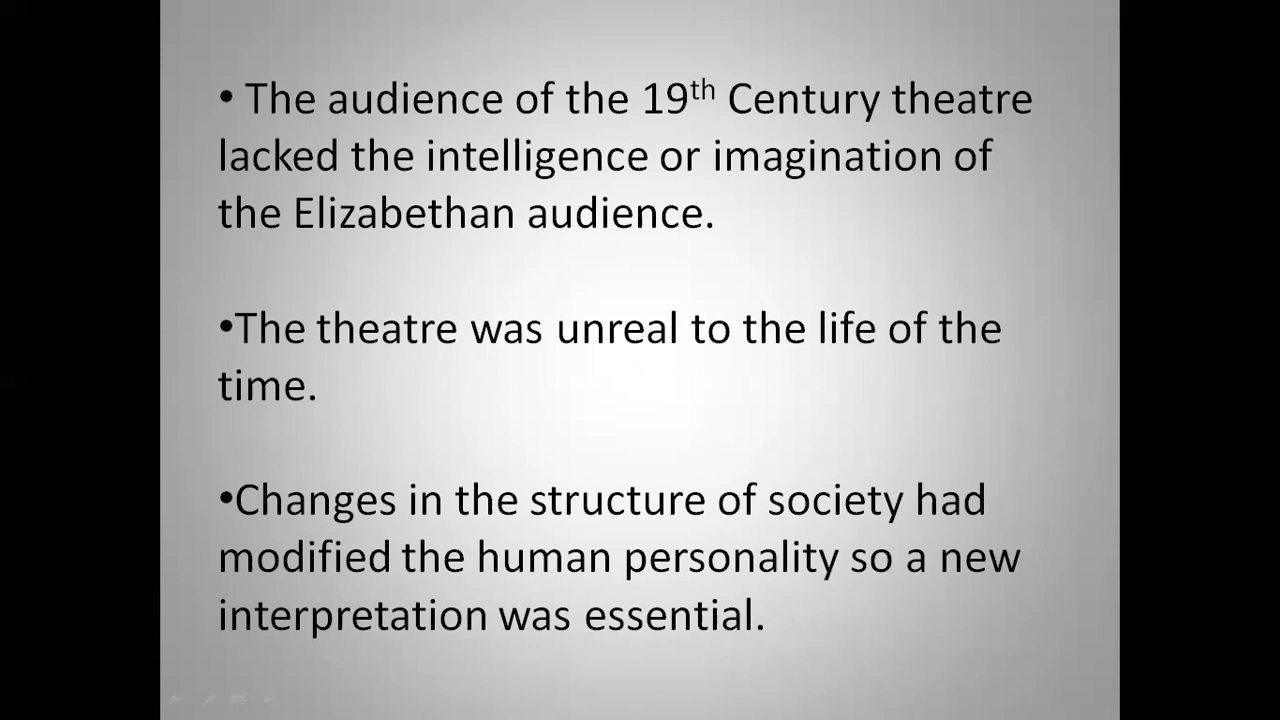 • The audience of the 19th Century theatre
lacked the intelligence or imagination of
the Elizabethan audience.
•The theatre was unreal to the life of the
time.
•Changes in the structure of society had
modified the human personality so a new
interpretation was essential.